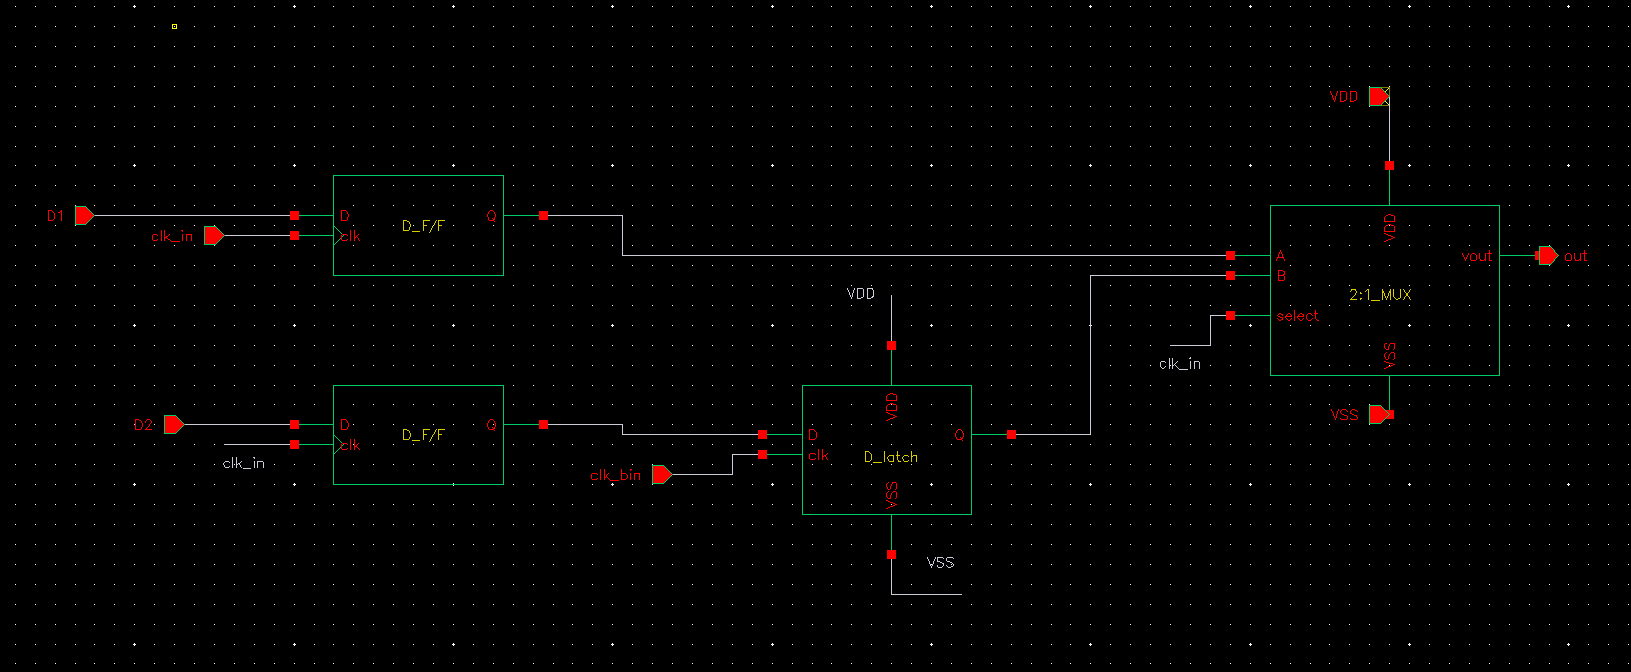 VDD
D1
D
Q
D_F/F
clk_in
clk
VDD
A
vout
out
B
VDD
2:1_MUX
select
clk_in
VSS
VSS
D2
D
Q
D_F/F
clk
clk_in
VDD
D
Q
clk
D_latch
clk_bin
VSS
VSS